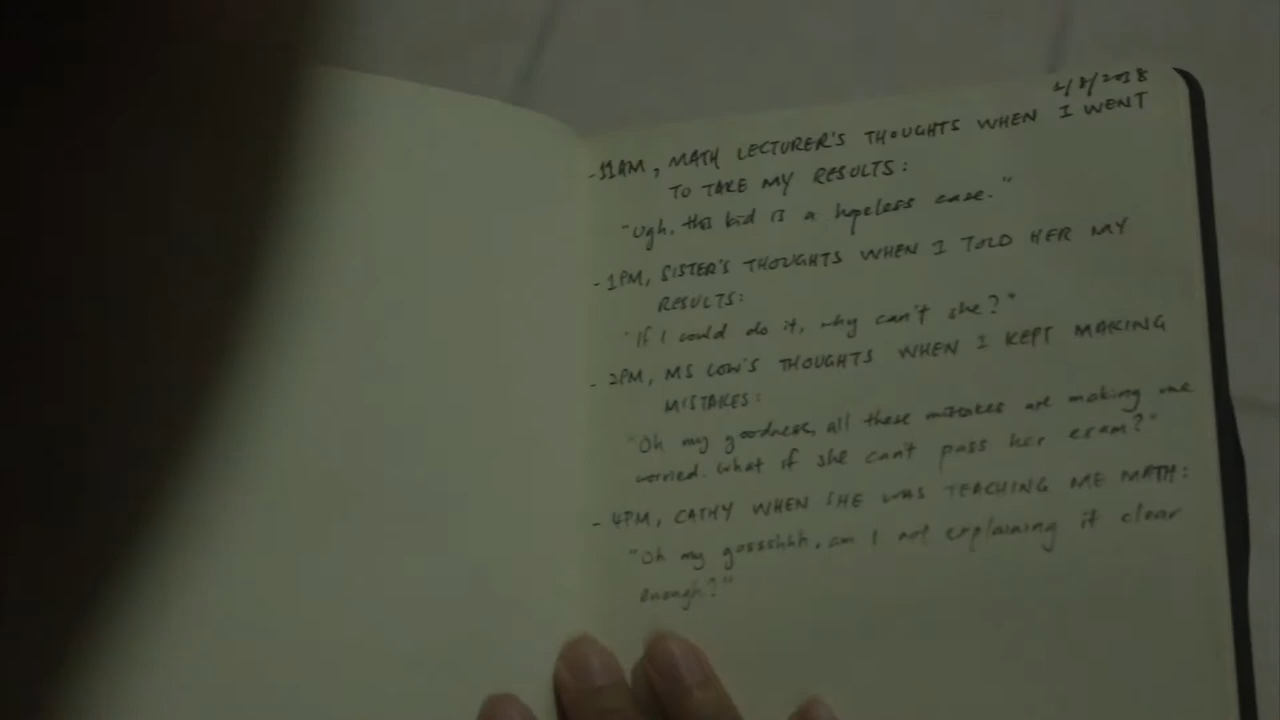 2/8/2018
- 11AM, MATH LECTURER'S THOUGHTS WHEN I WENT
TO TAKE MY RESULTS:
"Ugh, this kid is a hopeless case."
- 1PM, SISTER'S THOUGHTS WHEN I TOLD HER MY
RESULTS:
"If I could do it, why can't she?"
- 2PM, MS LOW'S THOUGHTS WHEN I KEPT MAKING
MISTAKES:
"Oh my goodness, all these mistakes are making me
worried. What if she can't pass her exam?"
- 4PM, CATHY WHEN SHE WAS TEACHING ME MATH:
"Oh my gossshhh, am I not explaining it clear
enough?"